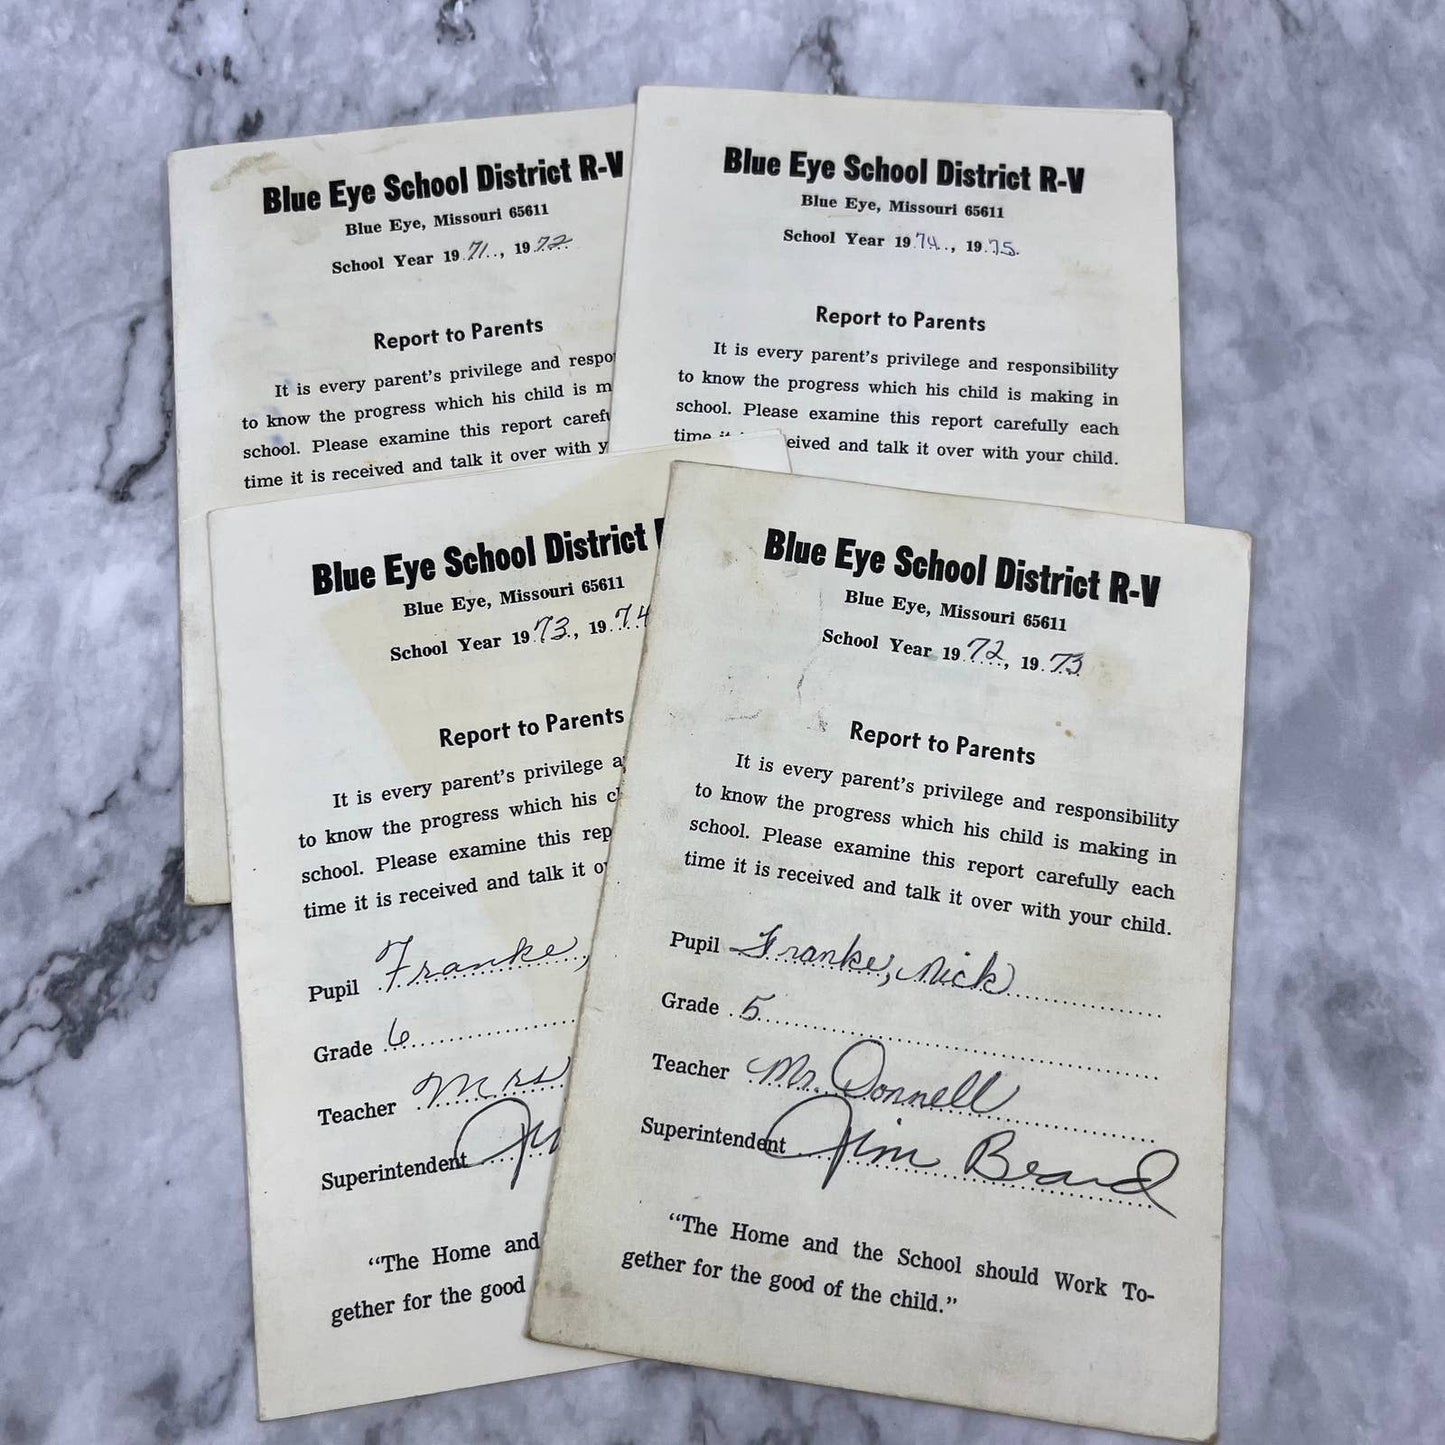 Blue Eye School District R-V
Blue Eye, Missouri 65611
School Year 1971.., 1972..
Report to Parents
It is every parent's privilege and respo
to know the progress which his child is m
school. Please examine this report carefu
time it is received and talk it over with y
Blue Eye School District R-V
Blue Eye, Missouri 65611
School Year 1974.., 1975.
Report to Parents
It is every parent's privilege and responsibility
to know the progress which his child is making in
school. Please examine this report carefully each
time it is received and talk it over with your child.
Blue Eye School District
Blue Eye, Missouri 65611
School Year 1973., 1974
Report to Parents
It is every parent's privilege a
to know the progress which his c
school. Please examine this rep
time it is received and talk it o
Pupil Franke,
Grade 6
Teacher Mrs
Superintendent
"The Home and
gether for the good
Blue Eye School District R-V
Blue Eye, Missouri 65611
School Year 1972, 1973
Report to Parents
It is every parent's privilege and responsibility
to know the progress which his child is making in
school. Please examine this report carefully each
time it is received and talk it over with your child.
Pupil Franke, Nick
Grade 5
Teacher Mr. Donnell
Superintendent Jim Beard
"The Home and the School should Work To-
gether for the good of the child."